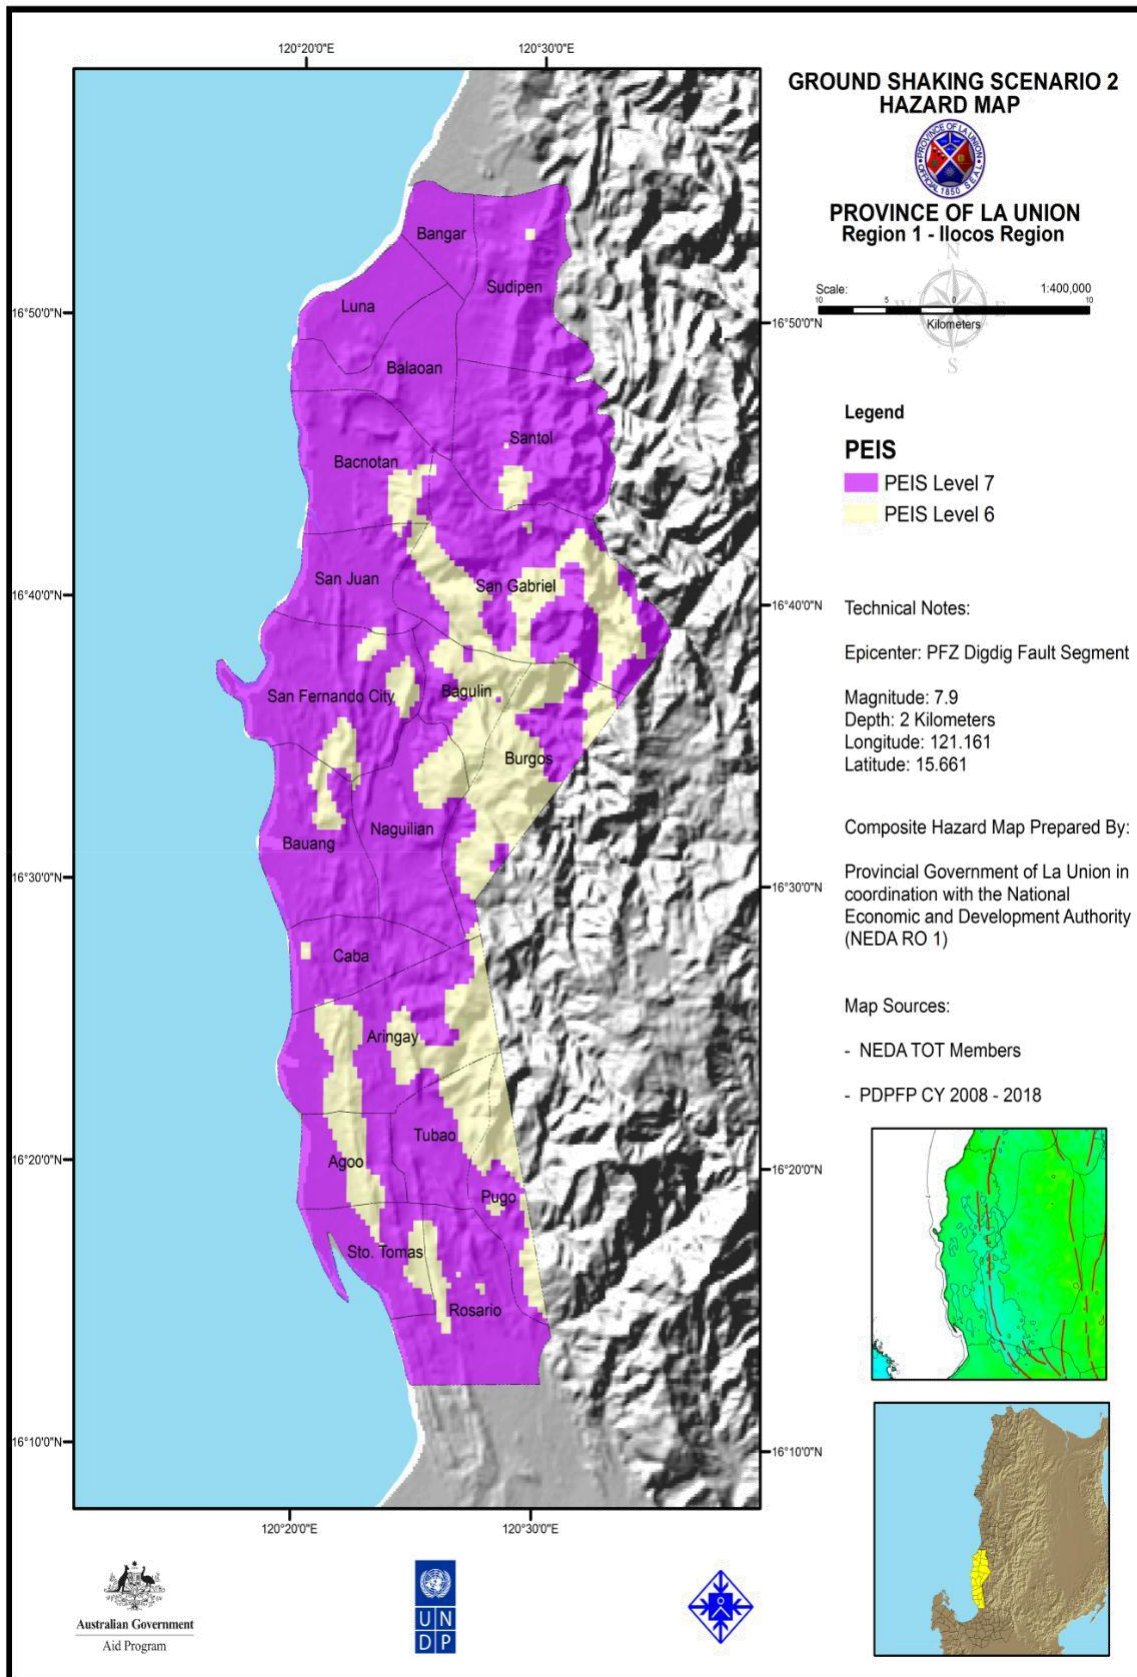 120°20'0"E
120°30'0"E
GROUND SHAKING SCENARIO 2
HAZARD MAP
PROVINCE OF LA UNION
OFFICIAL 1850 SEAL
PROVINCE OF LA UNION
Region 1 - Ilocos Region
N
W
E
S
Scale:
1:400,000
10 5 0 10
Kilometers
Legend
PEIS
PEIS Level 7
PEIS Level 6
Technical Notes:
Epicenter: PFZ Digdig Fault Segment
Magnitude: 7.9
Depth: 2 Kilometers
Longitude: 121.161
Latitude: 15.661
Composite Hazard Map Prepared By:
Provincial Government of La Union in
coordination with the National
Economic and Development Authority
(NEDA RO 1)
Map Sources:
- NEDA TOT Members
- PDPFP CY 2008 - 2018
Bangar
Sudipen
Luna
Balaoan
Santol
Bacnotan
San Juan
San Gabriel
San Fernando City
Bagulin
Burgos
Naguilian
Bauang
Caba
Aringay
Tubao
Agoo
Pugo
Sto. Tomas
Rosario
16°50'0"N
16°40'0"N
16°30'0"N
16°20'0"N
16°10'0"N
16°50'0"N
16°40'0"N
16°30'0"N
16°20'0"N
16°10'0"N
120°20'0"E
120°30'0"E
Australian Government
Aid Program
U N
D P